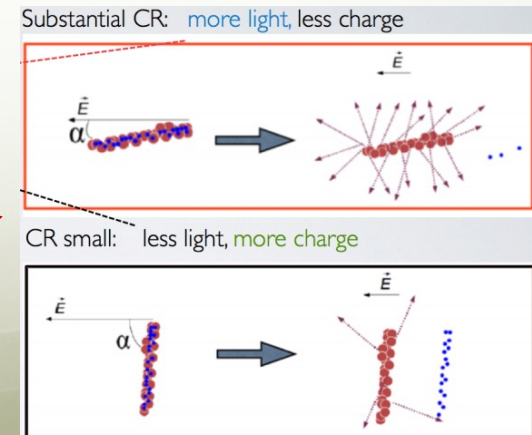 Substantial CR: more light, less charge
E
E
α
CR small: less light, more charge
E
E
α